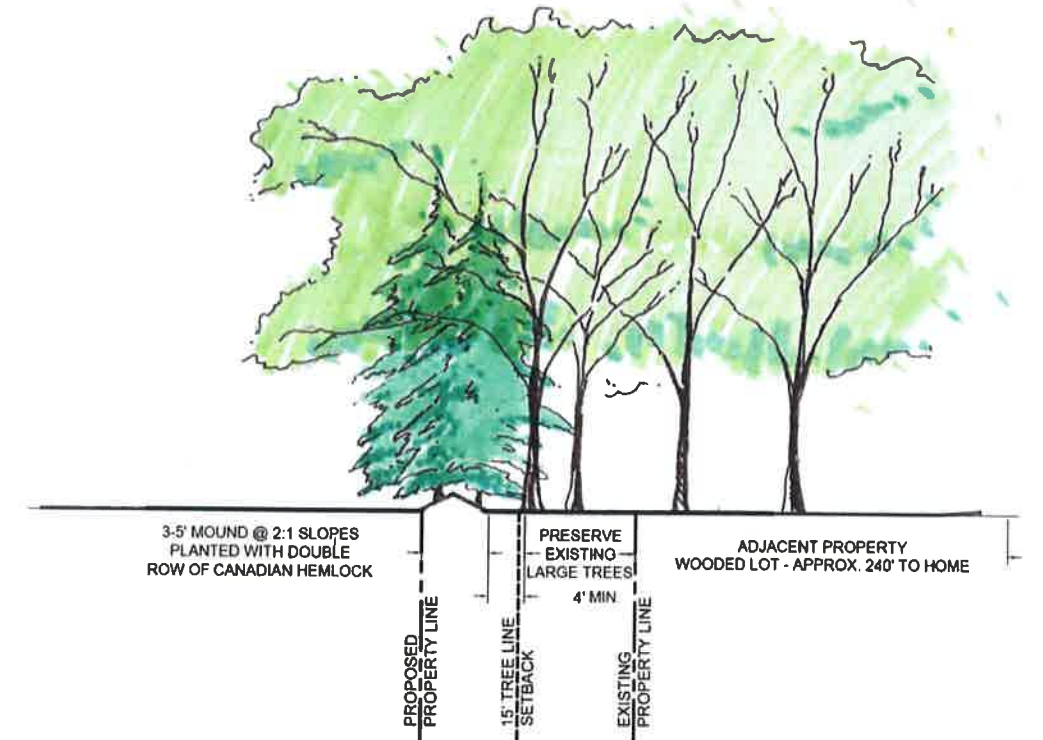 3-5' MOUND @ 2:1 SLOPES
PLANTED WITH DOUBLE
ROW OF CANADIAN HEMLOCK
PRESERVE
EXISTING
LARGE TREES
4' MIN
ADJACENT PROPERTY
WOODED LOT - APPROX. 240' TO HOME
PROPOSED
PROPERTY LINE
15' TREE LINE
SETBACK
EXISTING
PROPERTY LINE